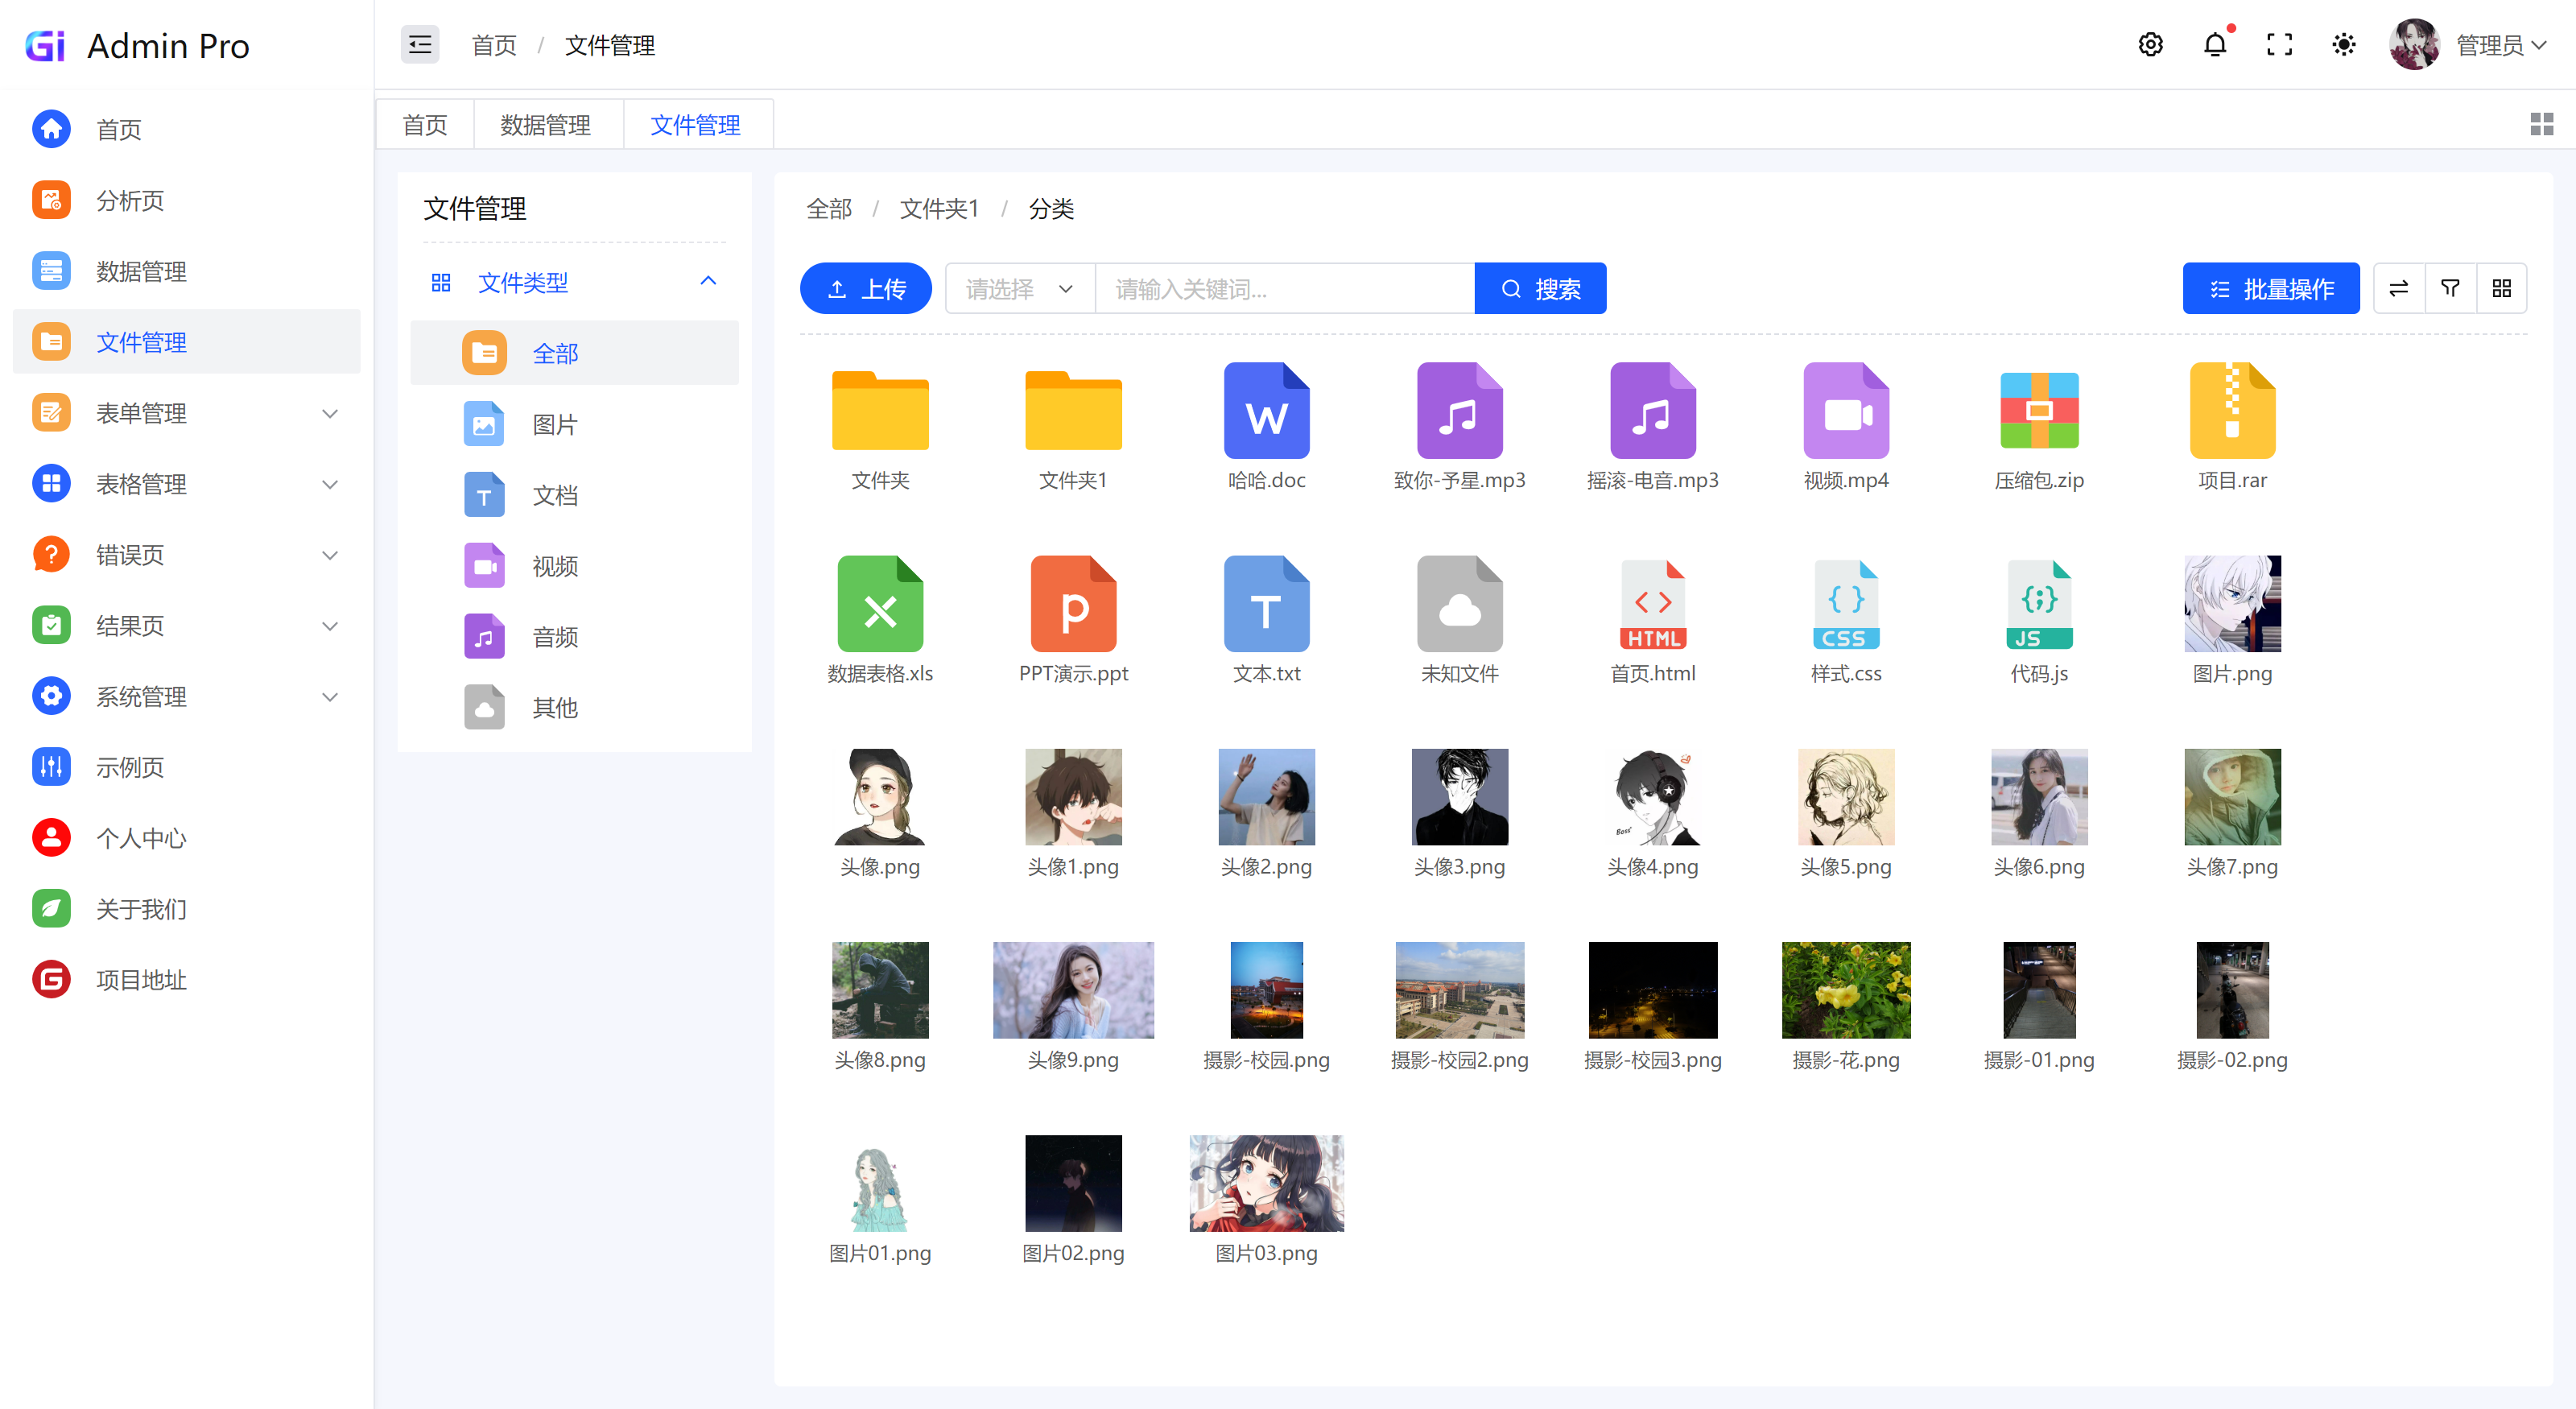 Gi Admin Pro
首页 / 文件管理
管理员
首页
分析页
数据管理
文件管理
表单管理
表格管理
错误页
结果页
系统管理
示例页
个人中心
关于我们
项目地址
首页 数据管理 文件管理
文件管理
文件类型
全部
图片
文档
视频
音频
其他
全部 / 文件夹1 / 分类
上传 请选择 请输入关键词... 搜索 批量操作
W
文件夹 文件夹1 哈哈.doc 致你-予星.mp3 摇滚-电音.mp3 视频.mp4 压缩包.zip 项目.rar
HTML CSS JS
数据表格.xls PPT演示.ppt 文本.txt 未知文件 首页.html 样式.css 代码.js 图片.png
Boss
头像.png 头像1.png 头像2.png 头像3.png 头像4.png 头像5.png 头像6.png 头像7.png
头像8.png 头像9.png 摄影-校园.png 摄影-校园2.png 摄影-校园3.png 摄影-花.png 摄影-01.png 摄影-02.png
图片01.png 图片02.png 图片03.png